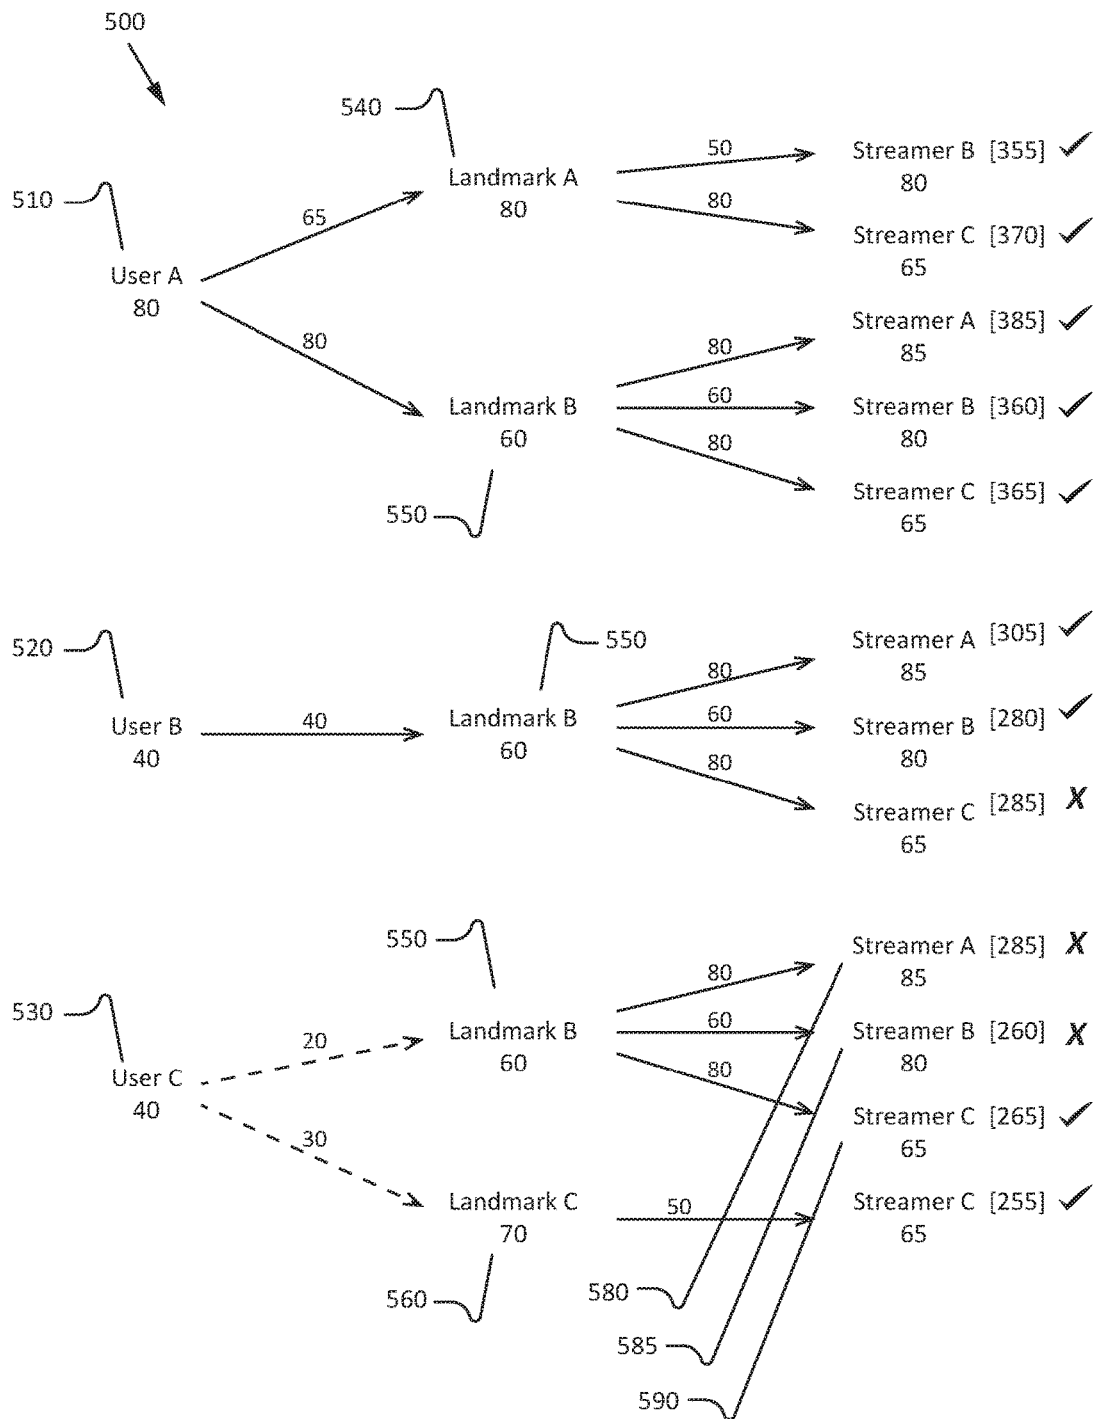 500
540
50
Streamer B [355] ✓
80
Landmark A
80
510
65
80
Streamer C [370] ✓
65
User A
80
80
Streamer A [385] ✓
85
80
Landmark B
60
60
Streamer B [360] ✓
80
80
550
Streamer C [365] ✓
65
520
550
80
Streamer A [305] ✓
85
User B
40
40
Landmark B
60
60
Streamer B [280] ✓
80
80
Streamer C [285] X
65
550
80
Streamer A [285] X
85
530
20
Landmark B
60
60
Streamer B [260] X
80
User C
40
80
Streamer C [265] ✓
65
30
Landmark C
70
50
Streamer C [255] ✓
65
560
580
585
590